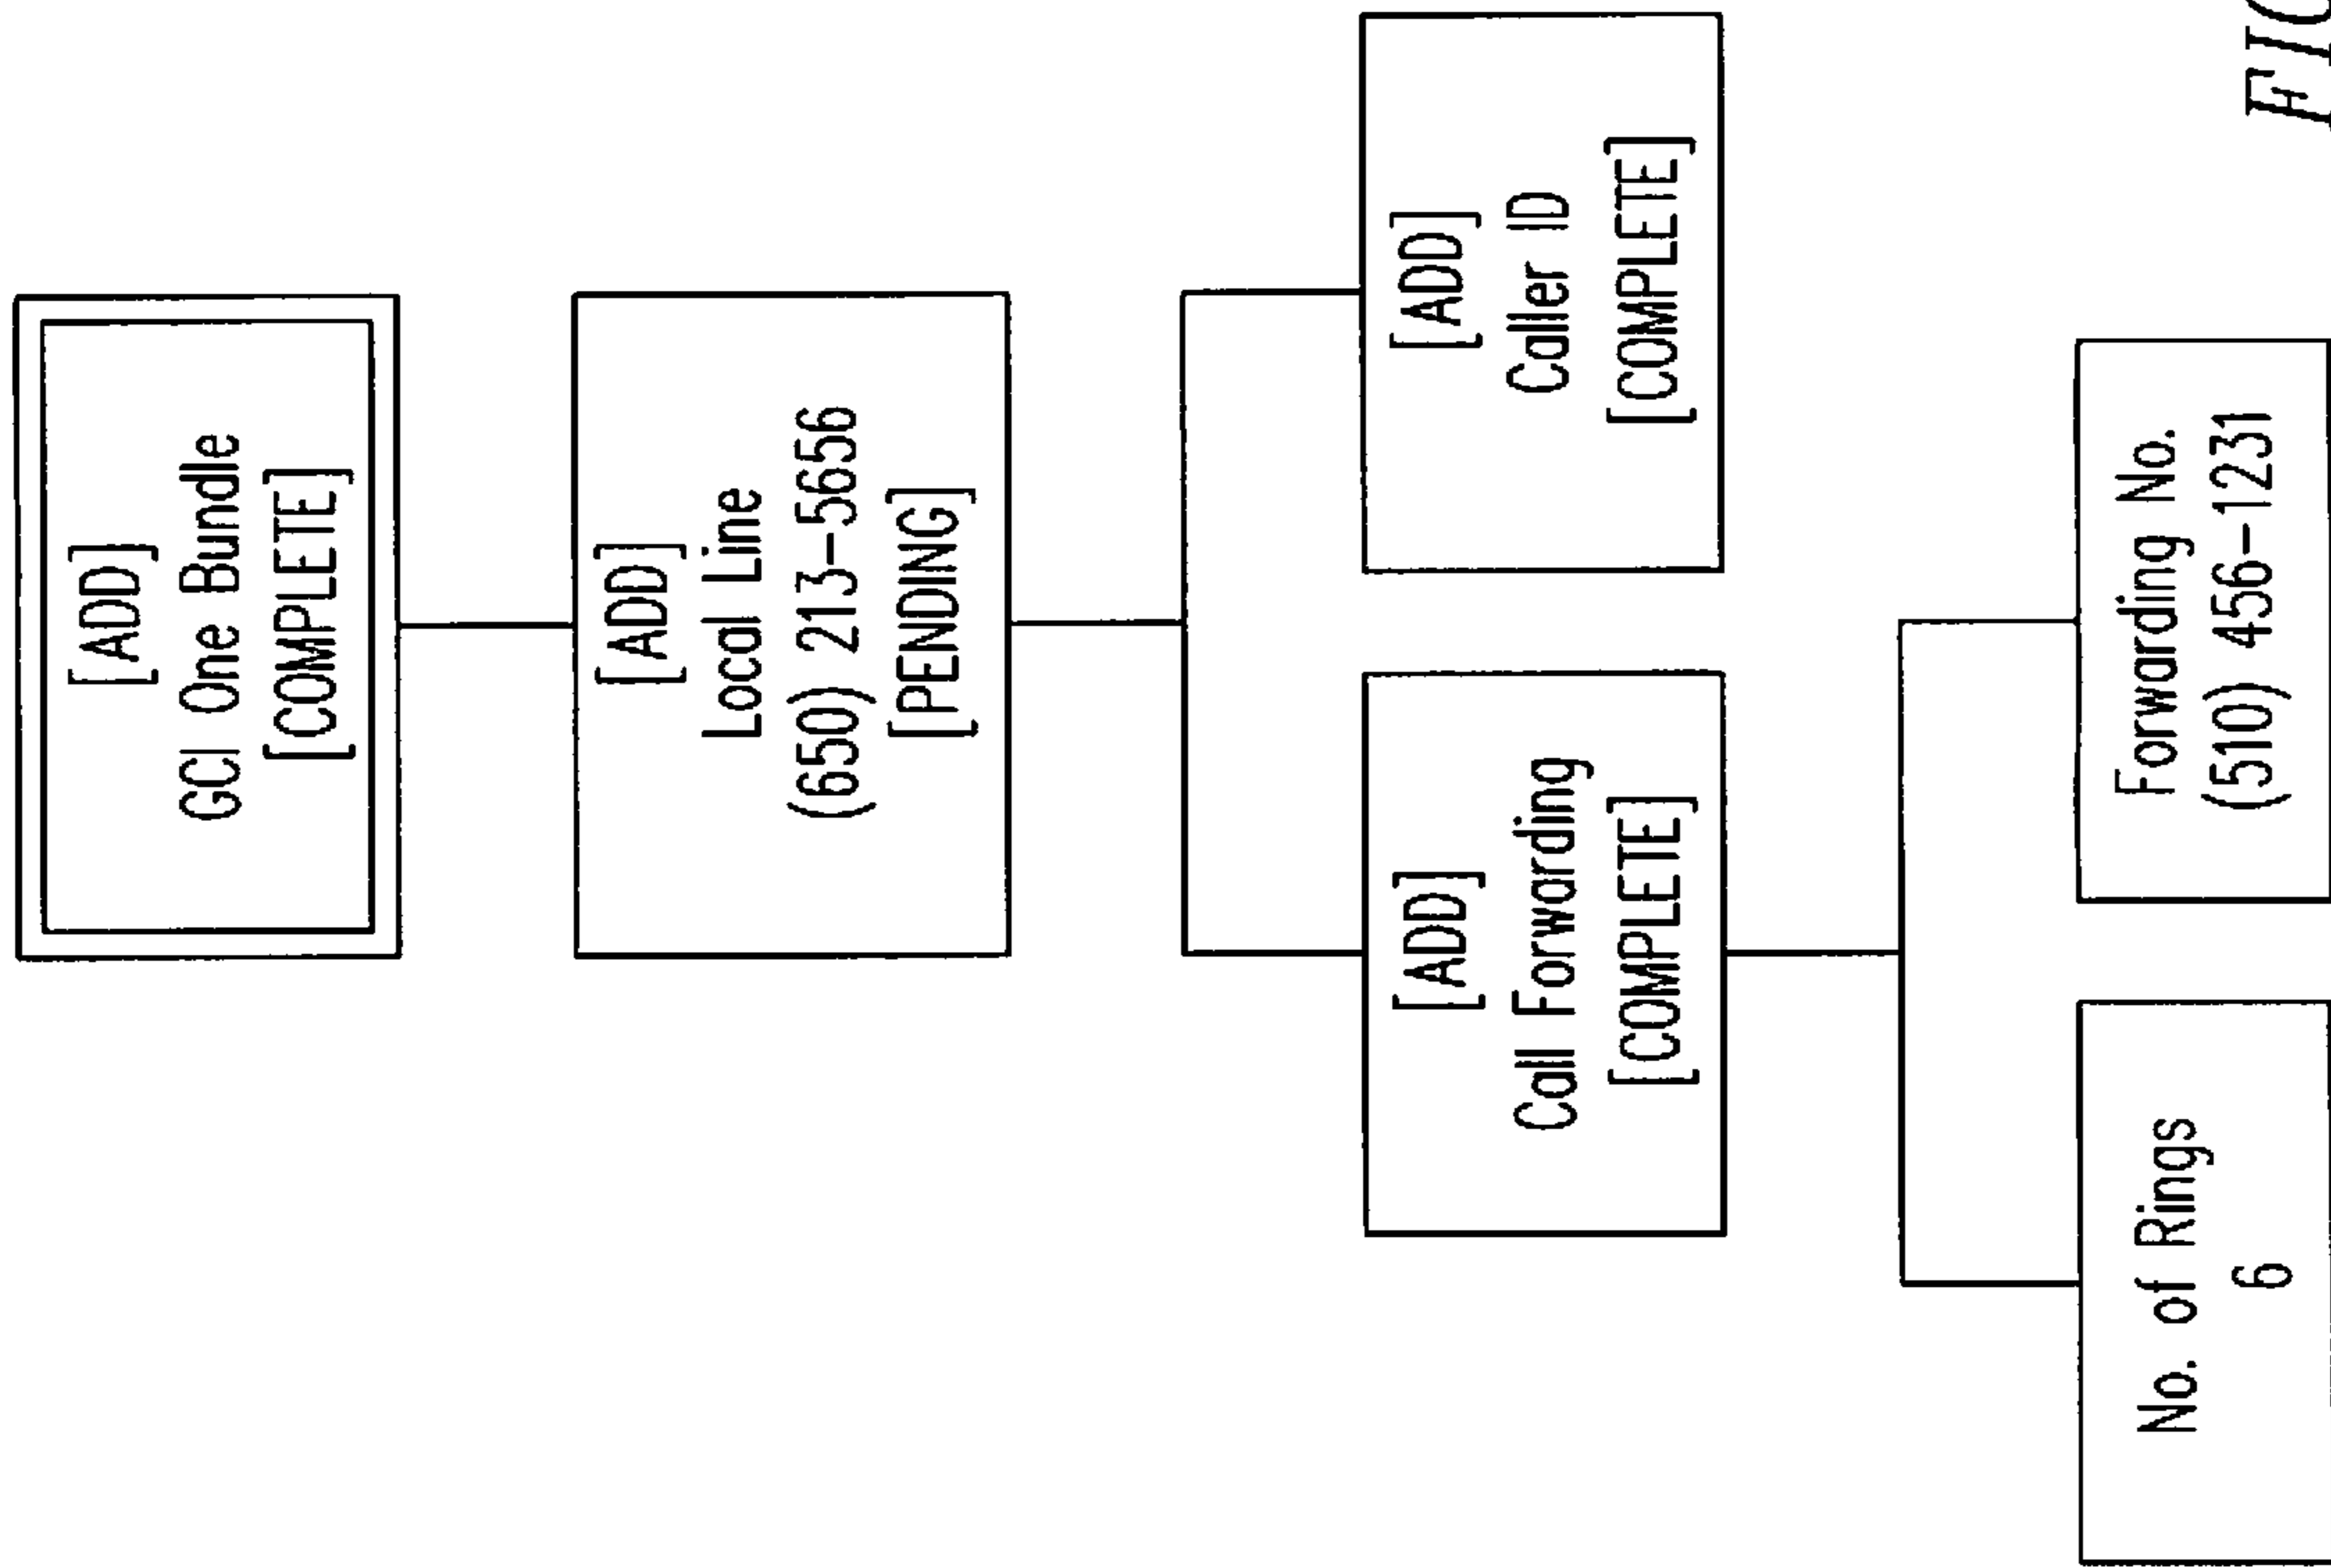 [ADD]
GCI One Bundle
[COMPLETE]
[ADD]
Local Line
(650) 213-5656
[PENDING]
[ADD]
Call Forwarding
[COMPLETE]
[ADD]
Caller ID
[COMPLETE]
No. of Rings
6
Forwarding No.
(510) 456-1231